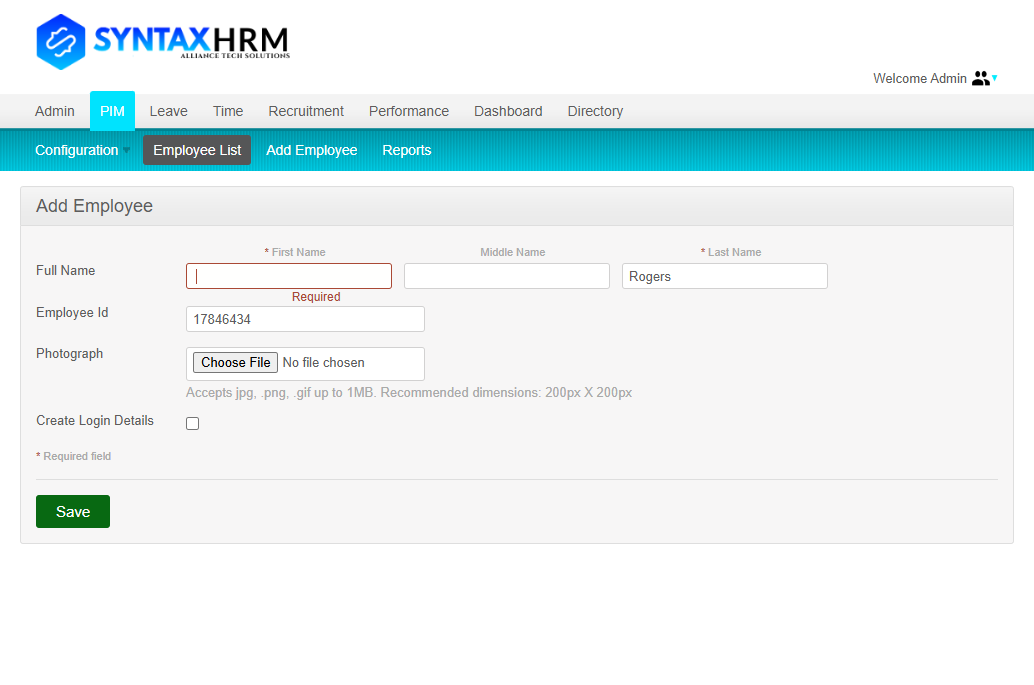 SYNTAXHRM
ALLIANCE TECH SOLUTIONS
Welcome Admin
Admin PIM Leave Time Recruitment Performance Dashboard Directory
Configuration Employee List Add Employee Reports
Add Employee
* First Name Middle Name * Last Name
Full Name Rogers
Required
Employee Id 17846434
Photograph Choose File No file chosen
Accepts jpg, .png, .gif up to 1MB. Recommended dimensions: 200px X 200px
Create Login Details
* Required field
Save